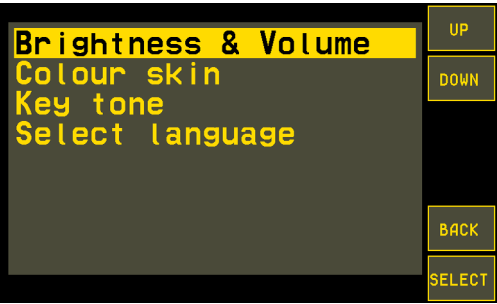 Brightness & Volume
Colour skin
Key tone
Select language
UP
DOWN
BACK
SELECT